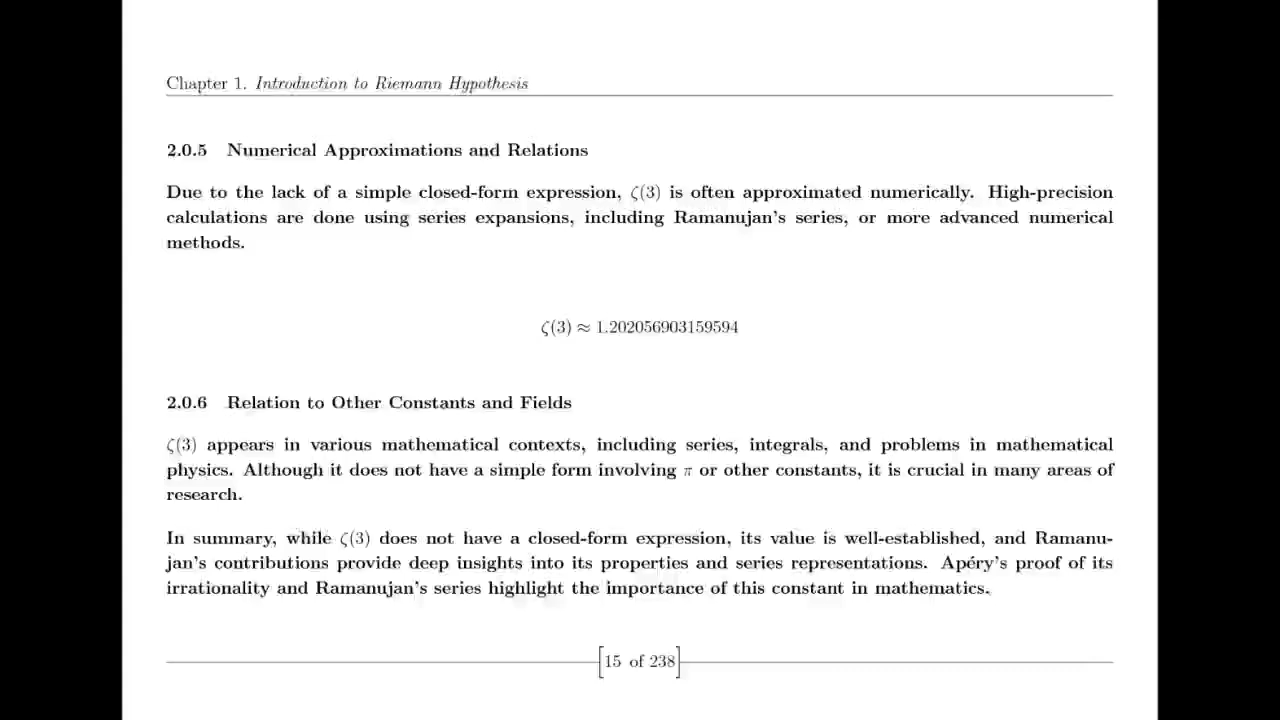 Chapter 1. Introduction to Riemann Hypothesis
2.0.5 Numerical Approximations and Relations
Due to the lack of a simple closed-form expression, ζ(3) is often approximated numerically. High-precision
calculations are done using series expansions, including Ramanujan's series, or more advanced numerical
methods.
ζ(3) ≈ 1.202056903159594
2.0.6 Relation to Other Constants and Fields
ζ(3) appears in various mathematical contexts, including series, integrals, and problems in mathematical
physics. Although it does not have a simple form involving π or other constants, it is crucial in many areas of
research.
In summary, while ζ(3) does not have a closed-form expression, its value is well-established, and Ramanu-
jan's contributions provide deep insights into its properties and series representations. Apéry's proof of its
irrationality and Ramanujan's series highlight the importance of this constant in mathematics.
[15 of 238]